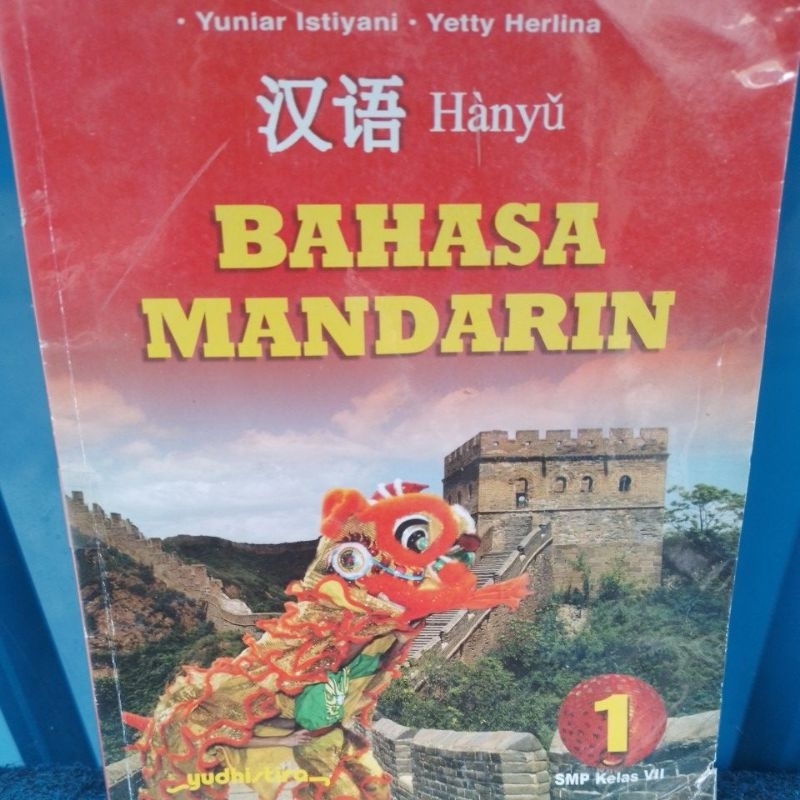 • Yuniar Istiyani • Yetty Herlina
汉语 Hànyǔ
BAHASA
MANDARIN
1
yudhistira
SMP Kelas VII